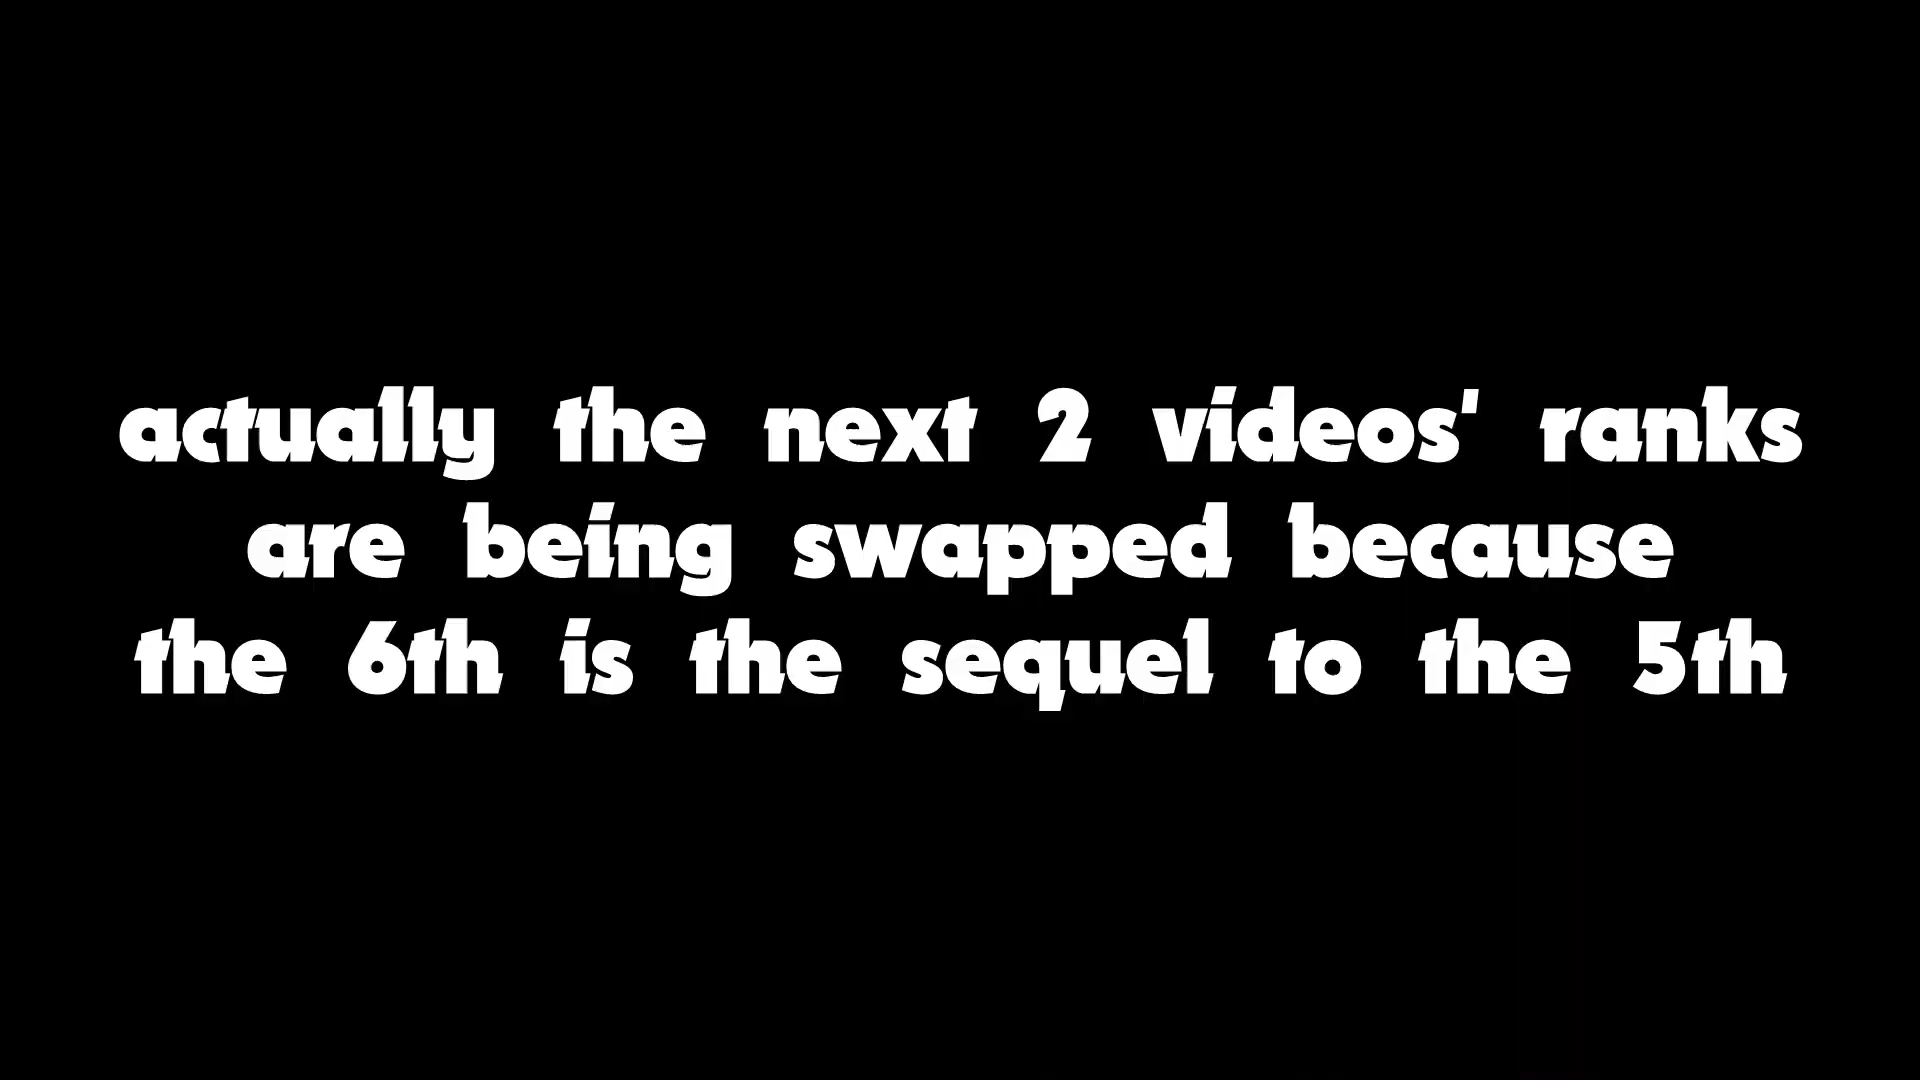 actually the next 2 videos' ranks
are being swapped because
the 6th is the sequel to the 5th